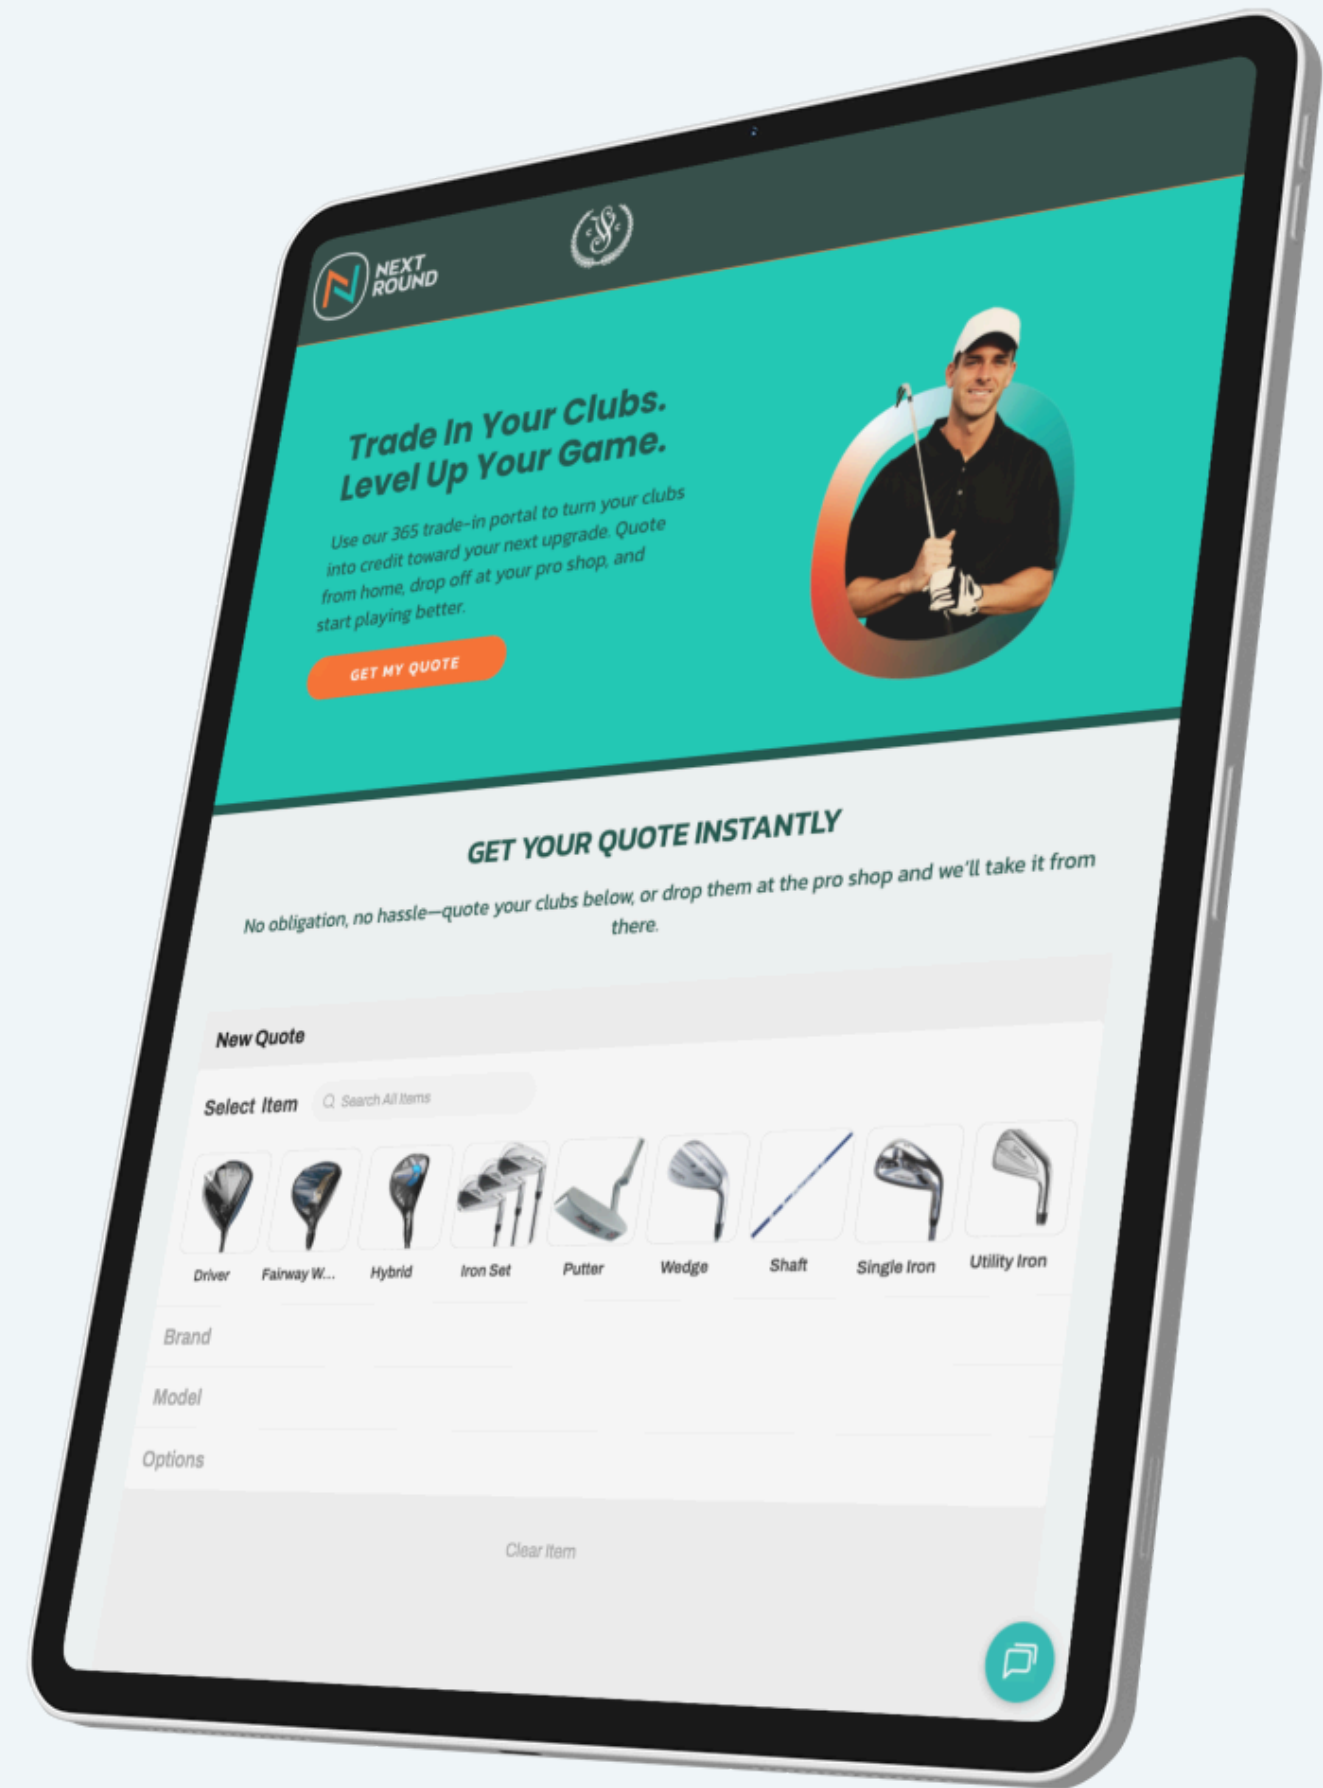 NEXT
ROUND
Trade In Your Clubs.
Level Up Your Game.
Use our 365 trade-in portal to turn your clubs
into credit toward your next upgrade. Quote
from home, drop off at your pro shop, and
start playing better.
GET MY QUOTE
GET YOUR QUOTE INSTANTLY
No obligation, no hassle—quote your clubs below, or drop them at the pro shop and we'll take it from
there.
New Quote
Select Item
Search All Items
Driver
Fairway W...
Hybrid
Iron Set
Putter
Wedge
Shaft
Single Iron
Utility Iron
Brand
Model
Options
Clear Item